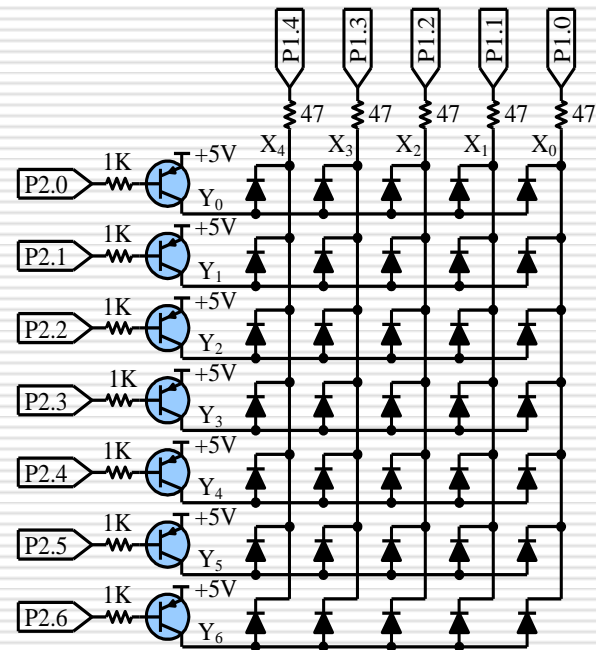 P1.4 P1.3 P1.2 P1.1 P1.0
47 47 47 47 47
X4 X3 X2 X1 X0
P2.0 1K +5V Y0
P2.1 1K +5V Y1
P2.2 1K +5V Y2
P2.3 1K +5V Y3
P2.4 1K +5V Y4
P2.5 1K +5V Y5
P2.6 1K +5V Y6